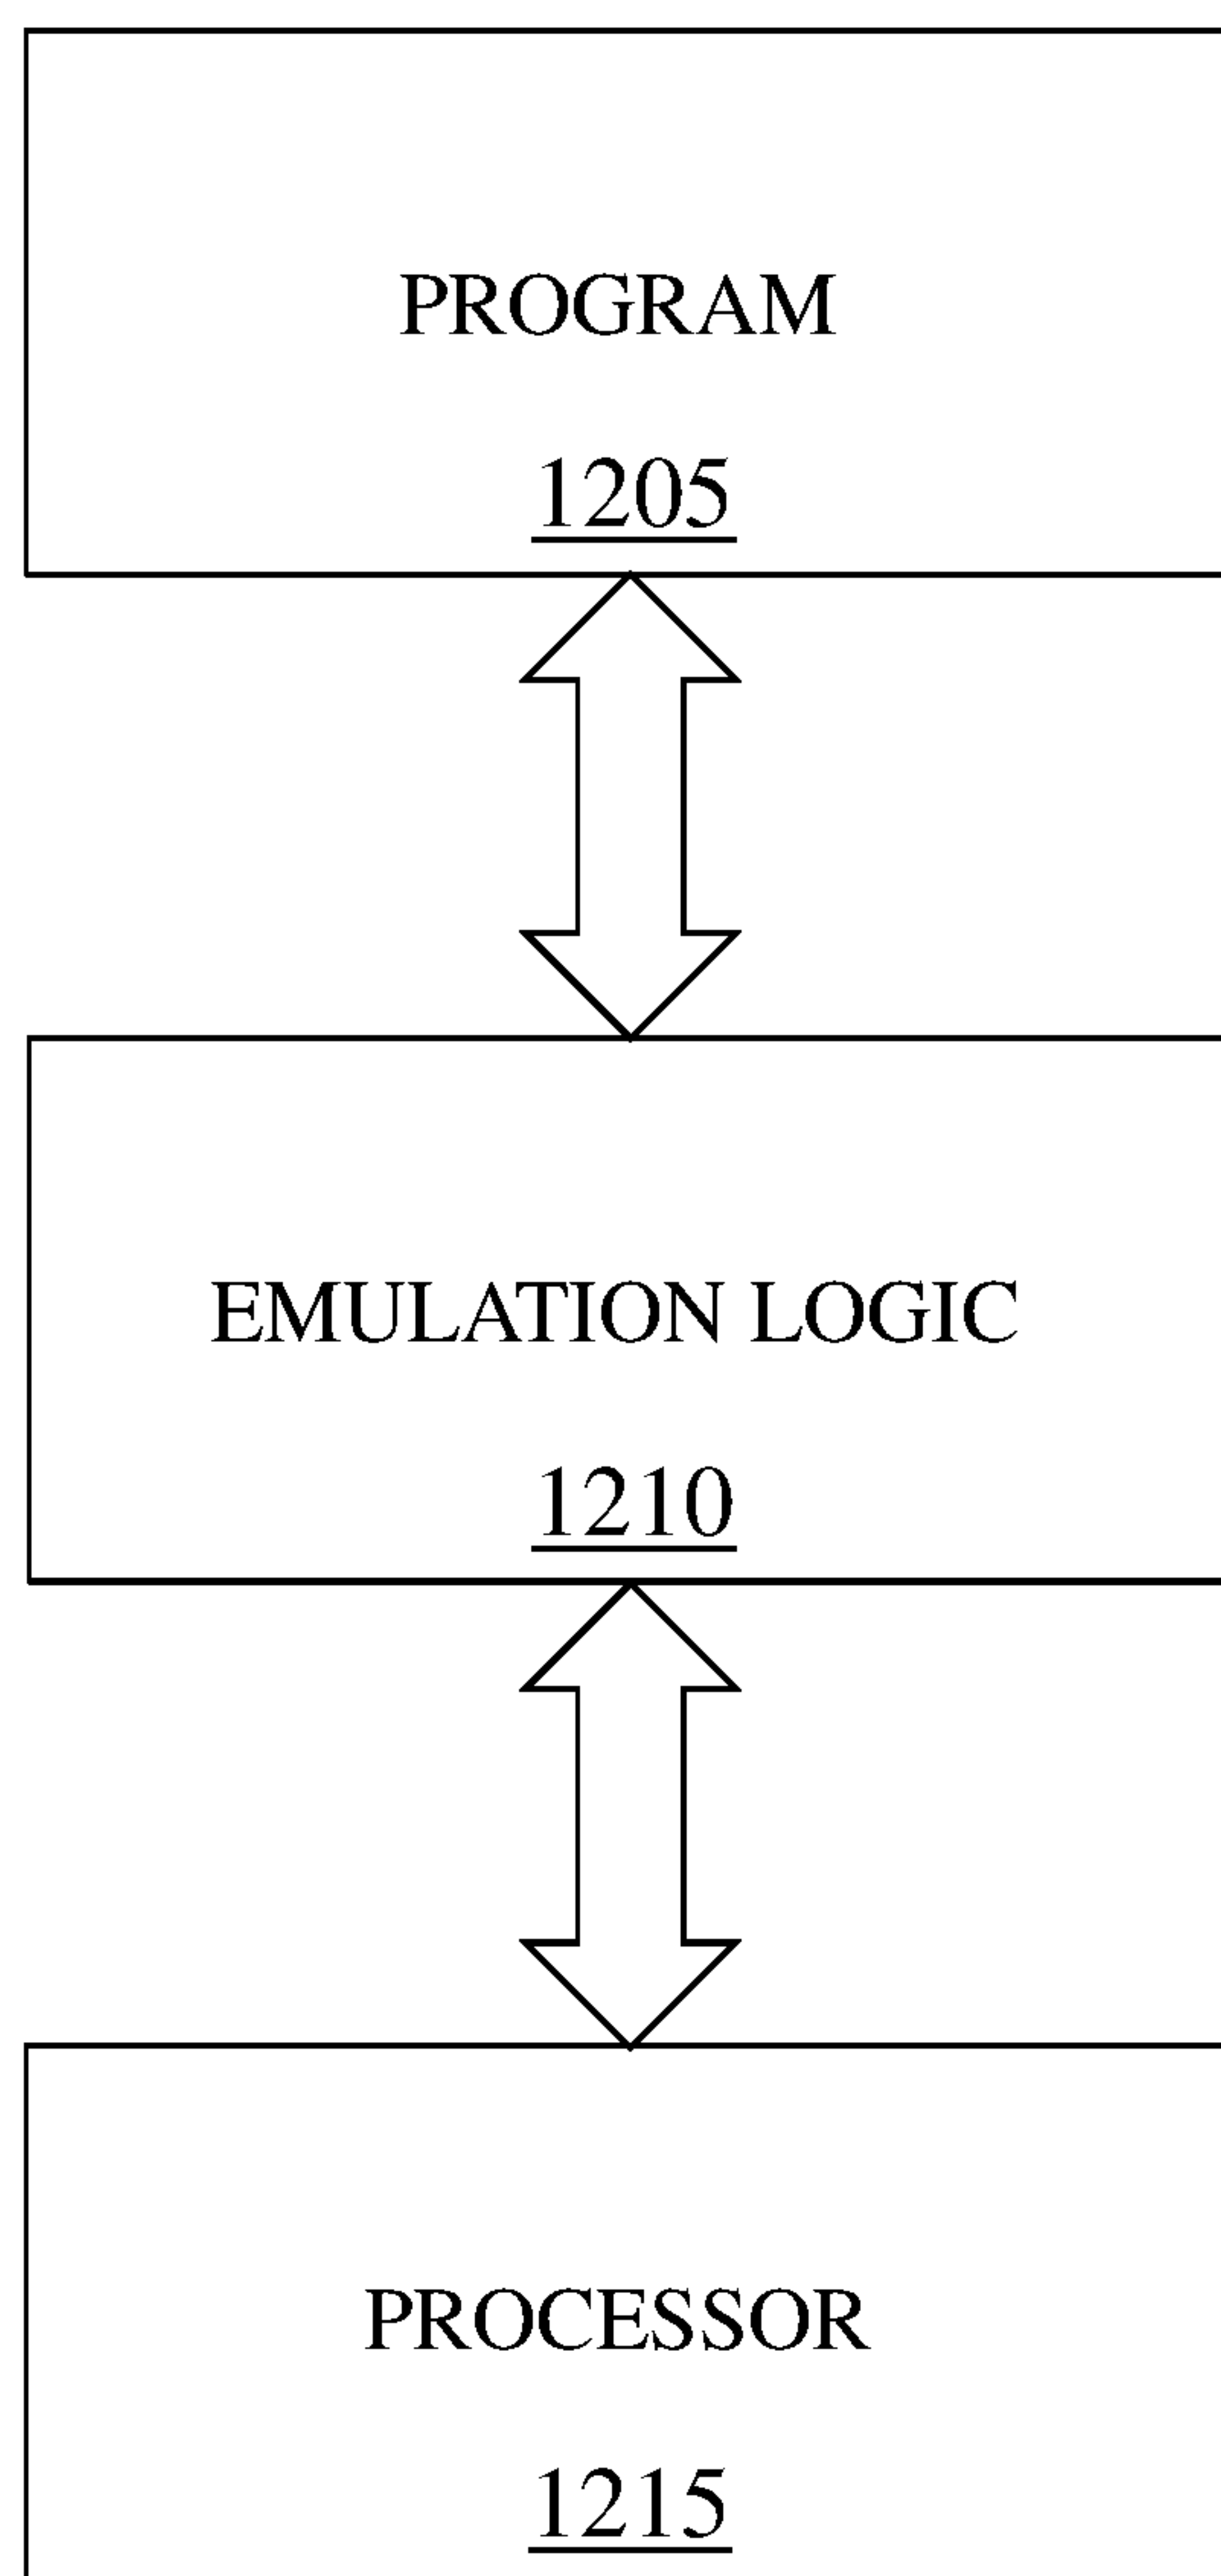 PROGRAM
1205
EMULATION LOGIC
1210
PROCESSOR
1215